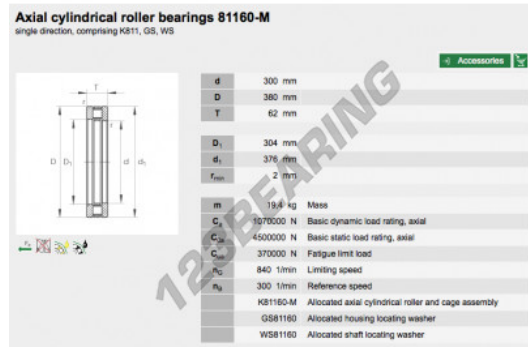 Axial cylindrical roller bearings 81160-M
single direction, comprising K811, GS, WS
Accessories
d 300 mm
D 380 mm
T 62 mm
D₁ 304 mm
d₁ 376 mm
rmin 2 mm
m 19,4 kg Mass
1070000 N Basic dynamic load rating, axial
4500000 N Basic static load rating, axial
370000 N Fatigue limit load
nG 840 1/min Limiting speed
300 1/min Reference speed
K81160-M Allocated axial cylindrical roller and cage assembly
GS81160 Allocated housing locating washer
WS81160 Allocated shaft locating washer
T
r
r
D D₁ d d₁
123BEARING